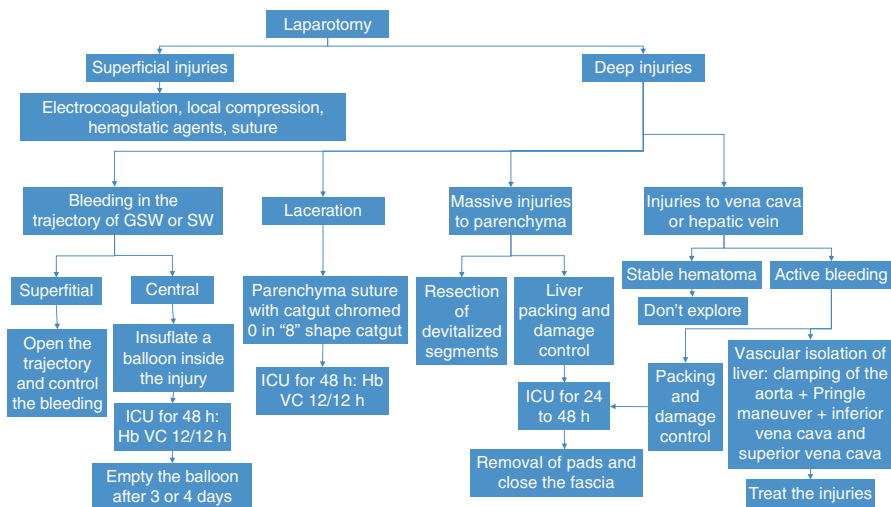 Laparotomy
Superficial injuries
Deep injuries
Electrocoagulation, local compression,
hemostatic agents, suture
Bleeding in the
trajectory of GSW or SW
Laceration
Massive injuries
to parenchyma
Injuries to vena cava
or hepatic vein
Superfitial
Central
Parenchyma suture
with catgut chromed
0 in “8” shape catgut
Resection
of
devitalized
segments
Liver
packing and
damage
control
Stable hematoma
Active bleeding
Don’t explore
Open the
trajectory
and control
the bleeding
Insuflate a
balloon inside
the injury
ICU for 48 h: Hb
VC 12/12 h
ICU for 24
to 48 h
Packing
and
damage
control
Vascular isolation of
liver: clamping of the
aorta + Pringle
maneuver + inferior
vena cava and
superior vena cava
ICU for 48 h:
Hb VC 12/12 h
Empty the balloon
after 3 or 4 days
Removal of pads and
close the fascia
Treat the injuries